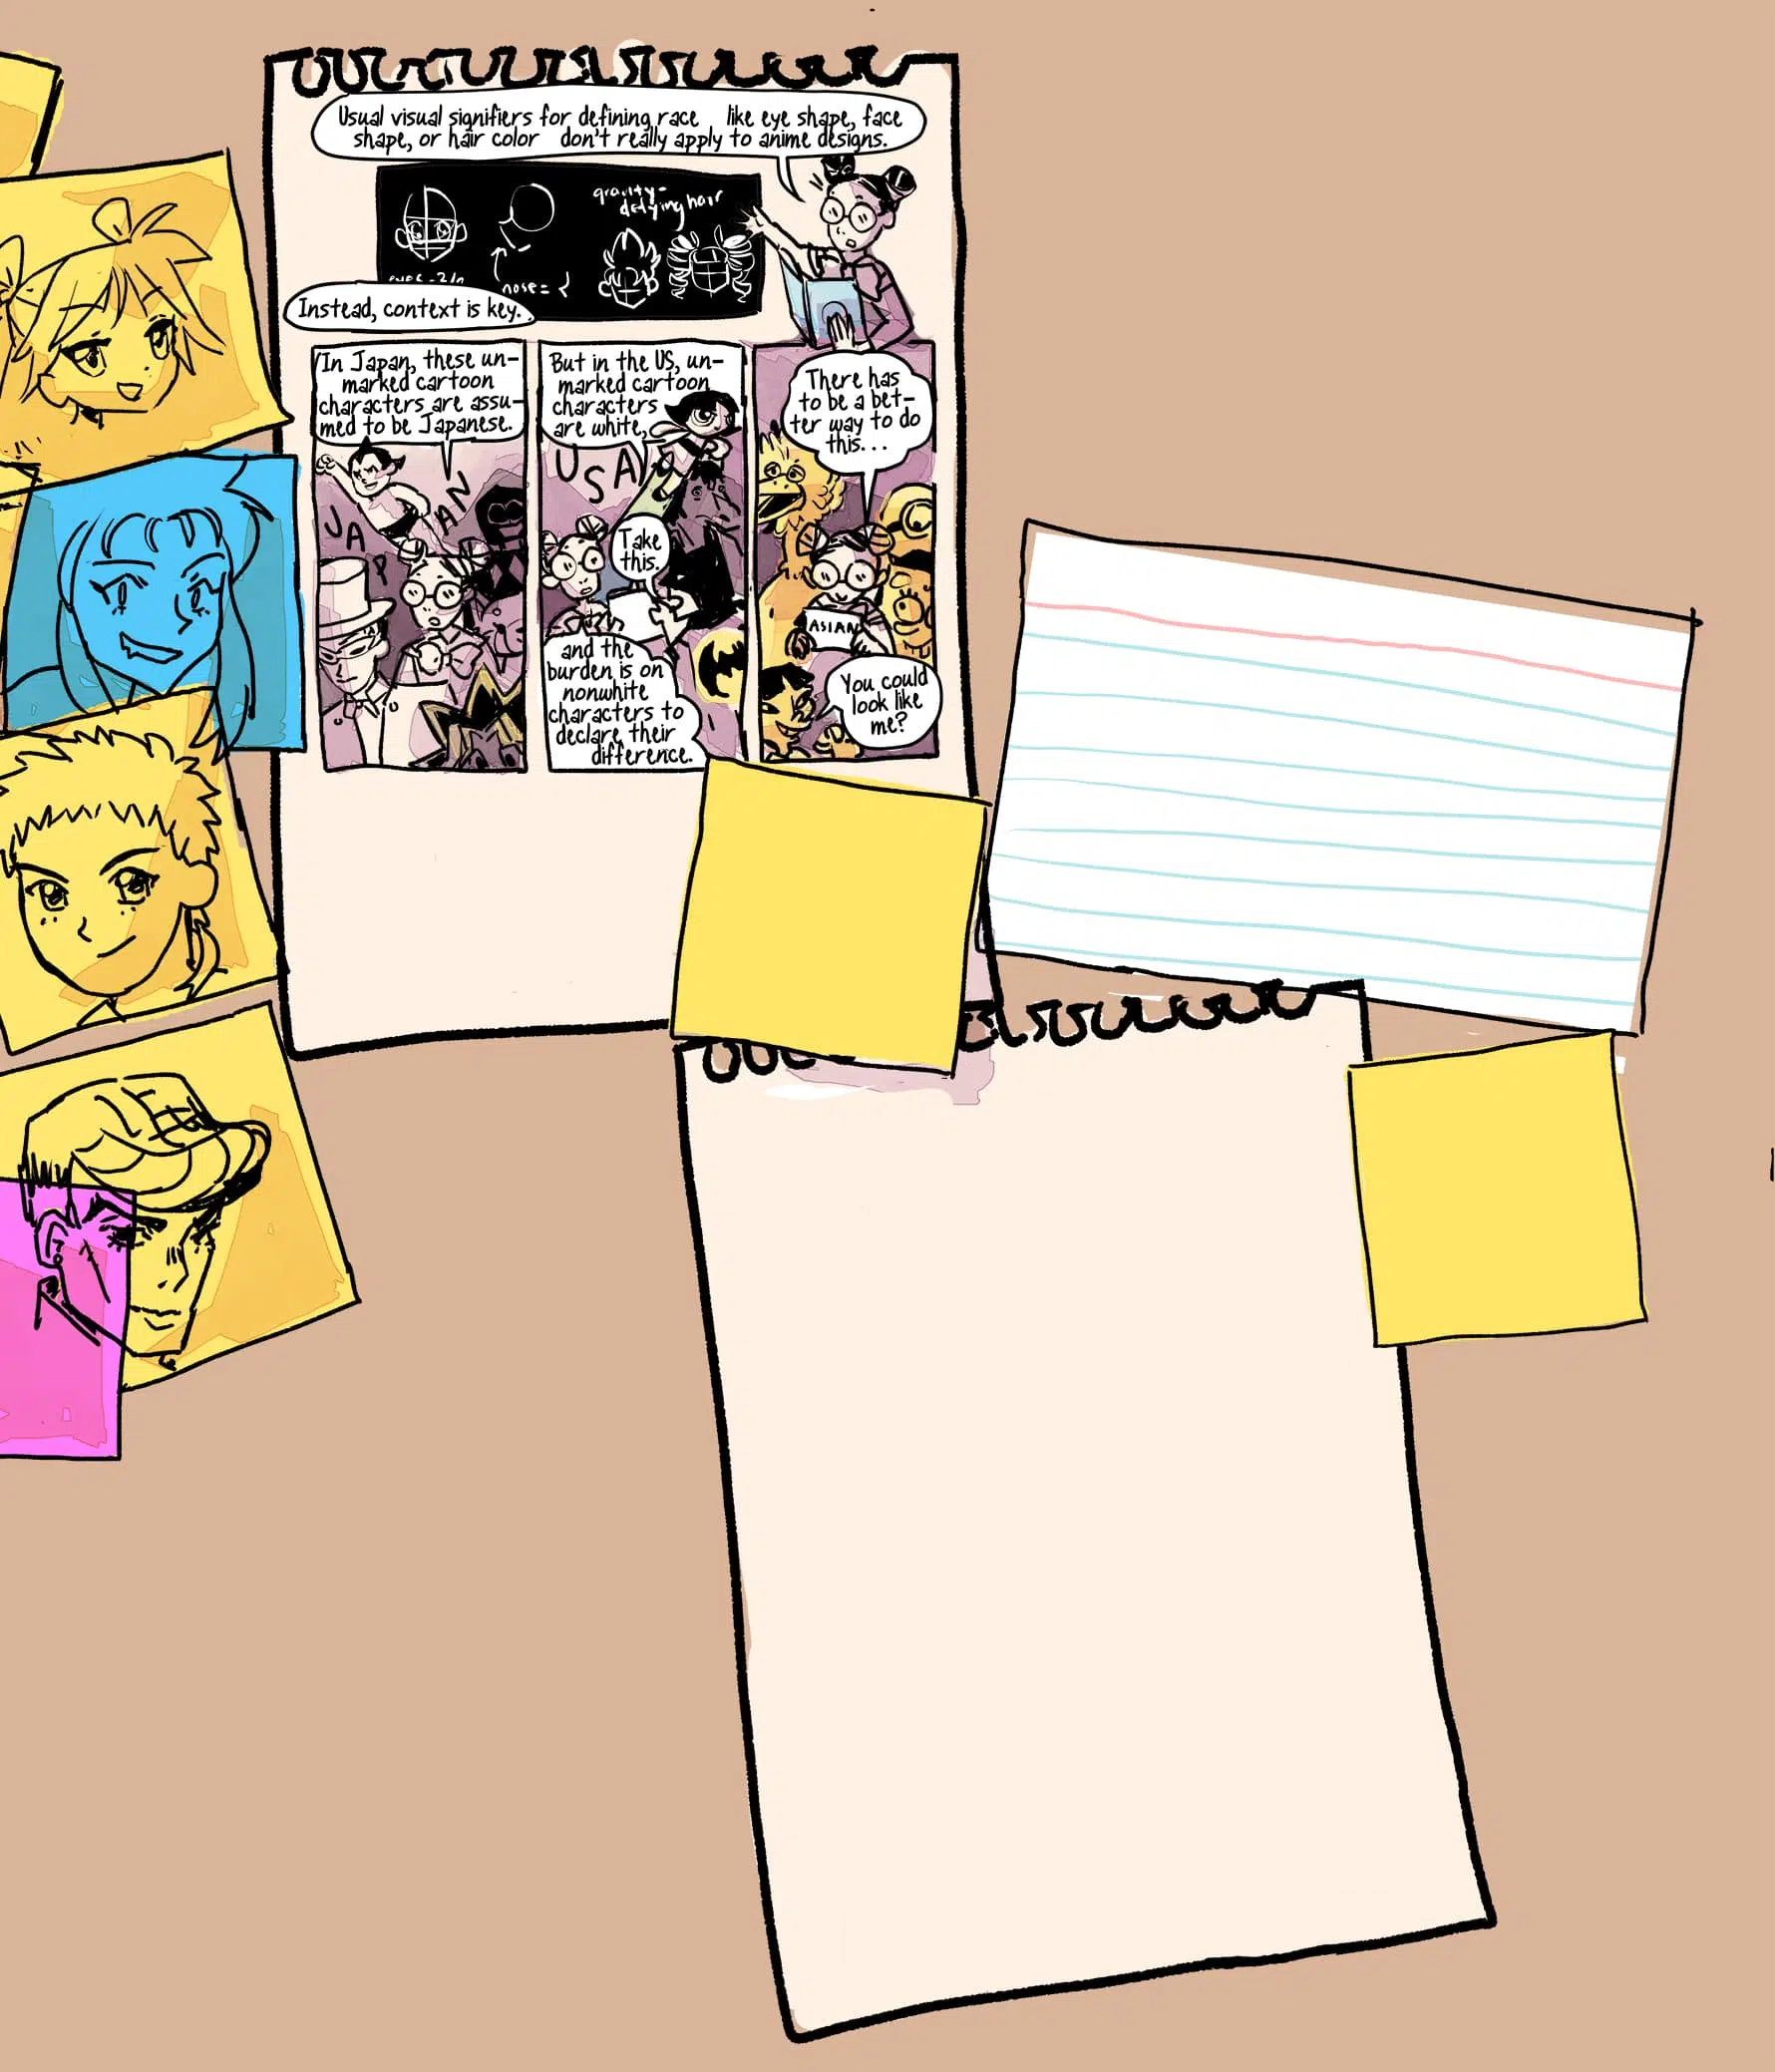 Usual visual signifiers for defining race like eye shape, face
shape, or hair color don't really apply to anime designs.
gravity-
defying hair
nose = <
Instead, context is key.
In Japan, these un-
marked cartoon
characters are assu-
med to be Japanese.
JAPAN
But in the US, un-
marked cartoon
characters
are white,
USA
Take
this.
and the
burden is on
nonwhite
characters to
declare their
difference.
There has
to be a bet-
ter way to do
this...
ASIAN
You could
look like
me?